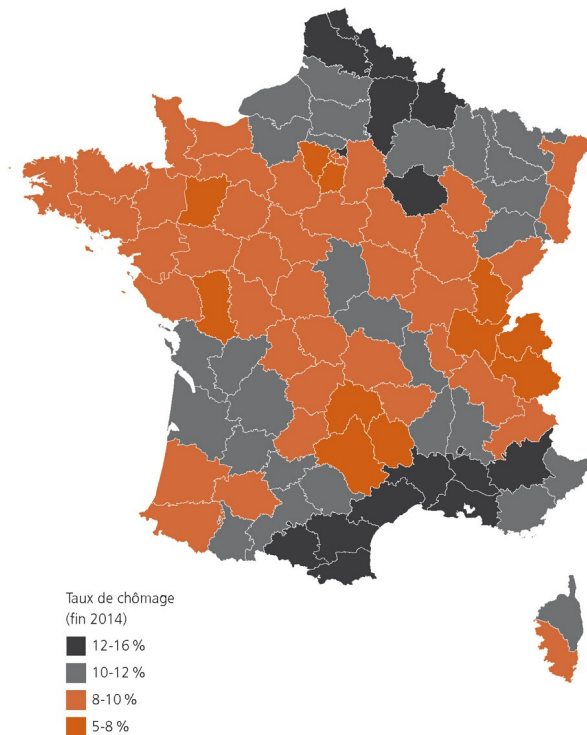 Taux de chômage
(fin 2014)
12-16 %
10-12 %
8-10 %
5-8 %